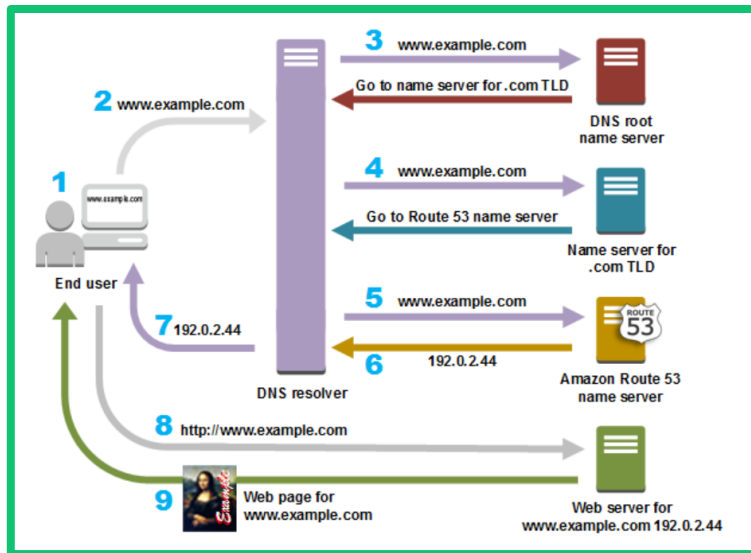 3 www.example.com
Go to name server for .com TLD
DNS root
name server
2 www.example.com
1
www.example.com
End user
4 www.example.com
Go to Route 53 name server
Name server for
.com TLD
5 www.example.com
6 192.0.2.44
ROUTE
53
Amazon Route 53
name server
7 192.0.2.44
DNS resolver
8 http://www.example.com
9
Example
Web page for
www.example.com
Web server for
www.example.com 192.0.2.44